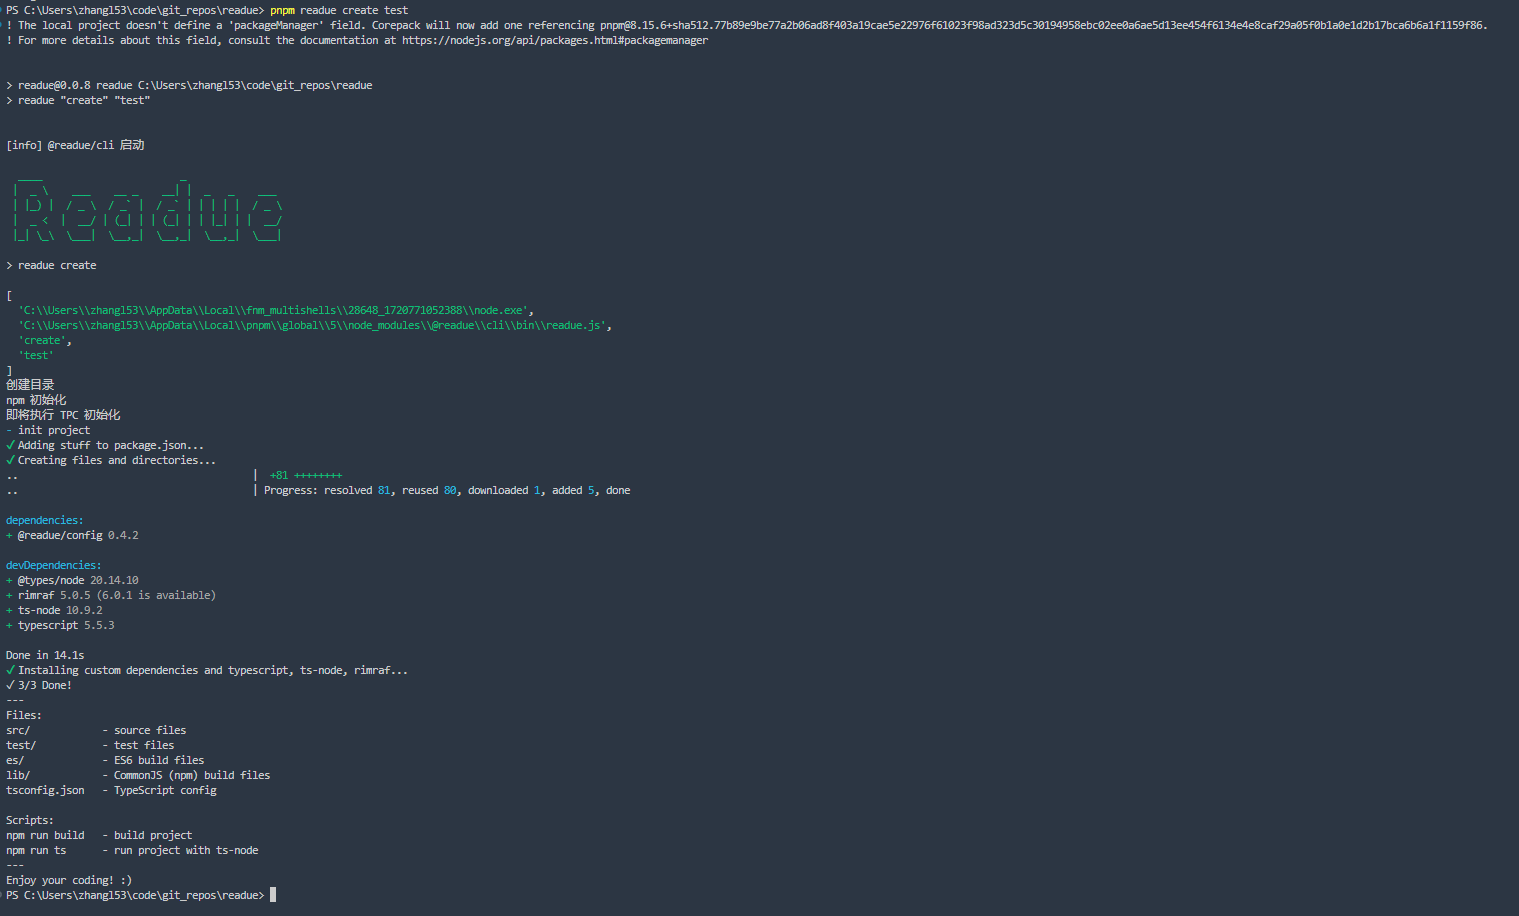 PS C:\Users\zhangl53\code\git_repos\readue> pnpm readue create test
! The local project doesn't define a 'packageManager' field. Corepack will now add one referencing pnpm@8.15.6+sha512.77b89e9be77a2b06ad8f403a19cae5e22976f61023f98ad323d5c30194958ebc02ee0a6ae5d13ee454f6134e4e8caf29a05f0b1a0e1d2b17bca6b6a1f1159f86.
! For more details about this field, consult the documentation at https://nodejs.org/api/packages.html#packagemanager
> readue@0.0.8 readue C:\Users\zhangl53\code\git_repos\readue
> readue "create" "test"
[info] @readue/cli 启动
Readue
> readue create
[
'C:\\Users\\zhangl53\\AppData\\Local\\fnm_multishells\\28648_1720771052388\\node.exe',
'C:\\Users\\zhangl53\\AppData\\Local\\pnpm\\global\\5\\node_modules\\@readue\\cli\\bin\\readue.js',
'create',
'test'
]
创建目录
npm 初始化
即将执行 TPC 初始化
- init project
✓ Adding stuff to package.json...
✓ Creating files and directories...
.. | +81 ++++++++
.. | Progress: resolved 81, reused 80, downloaded 1, added 5, done
dependencies:
+ @readue/config 0.4.2
devDependencies:
+ @types/node 20.14.10
+ rimraf 5.0.5 (6.0.1 is available)
+ ts-node 10.9.2
+ typescript 5.5.3
Done in 14.1s
✓ Installing custom dependencies and typescript, ts-node, rimraf...
✓ 3/3 Done!
---
Files:
src/ - source files
test/ - test files
es/ - ES6 build files
lib/ - CommonJS (npm) build files
tsconfig.json - TypeScript config
Scripts:
npm run build - build project
npm run ts - run project with ts-node
---
Enjoy your coding! :)
PS C:\Users\zhangl53\code\git_repos\readue>